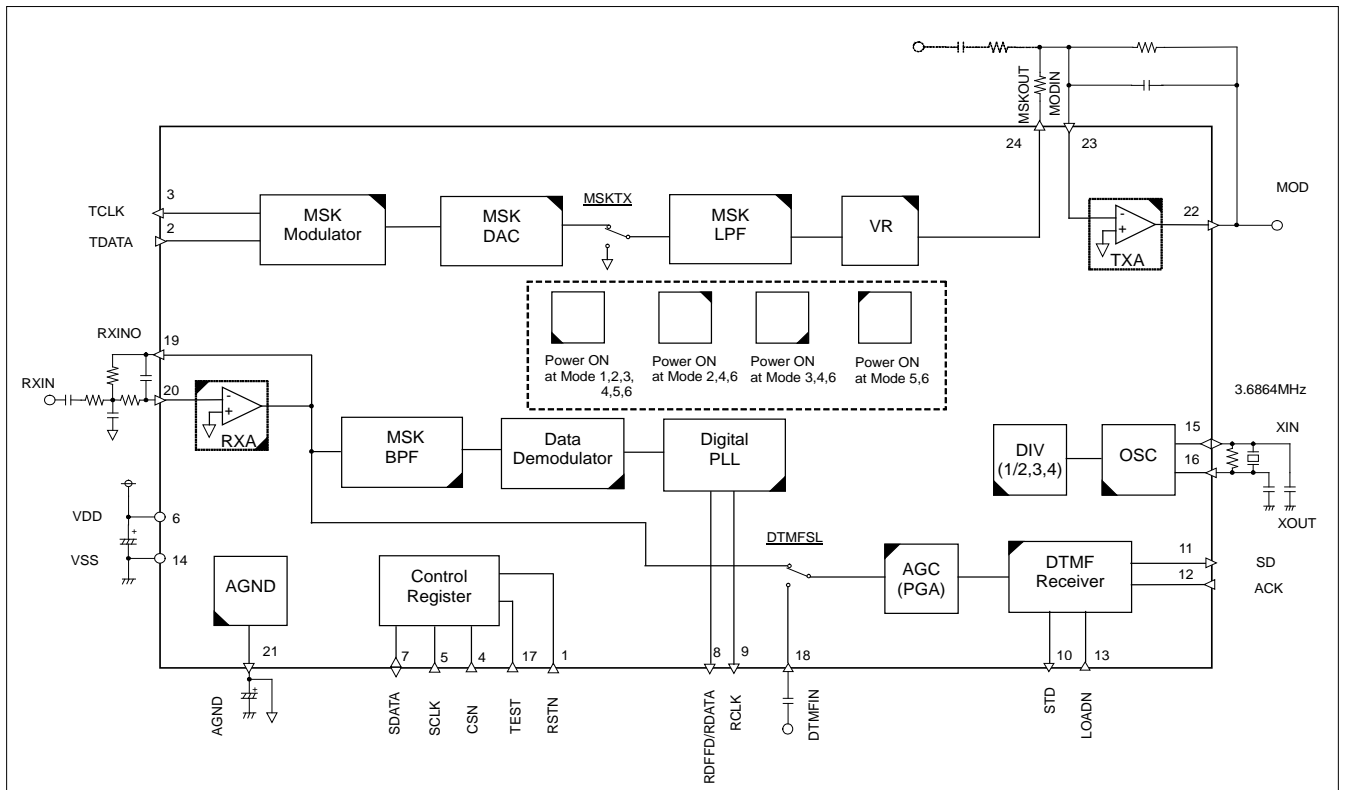 MSKOUT
MODIN
24
23
MOD
3
TCLK
2
TDATA
MSK
Modulator
MSK
DAC
MSKTX
MSK
LPF
VR
-
+
TXA
22
RXINO
19
RXIN
20
-
+
RXA
Power ON
at Mode 1,2,3,
4,5,6
Power ON
at Mode 2,4,6
Power ON
at Mode 3,4,6
Power ON
at Mode 5,6
3.6864MHz
MSK
BPF
Data
Demodulator
Digital
PLL
DIV
(1/2,3,4)
OSC
15
XIN
16
XOUT
VDD
6
+
VSS
14
AGND
Control
Register
DTMFSL
AGC
(PGA)
DTMF
Receiver
11
SD
12
ACK
21
7
5
4
17
1
8
9
18
10
13
+
AGND
SDATA
SCLK
CSN
TEST
RSTN
RDFFD/RDATA
RCLK
DTMFIN
STD
LOADN